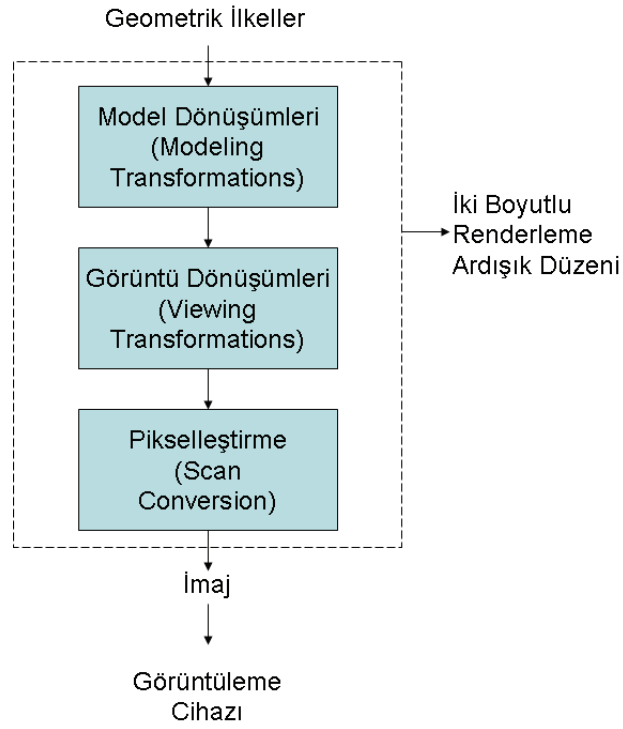 Geometrik İlkeller
Model Dönüşümleri
(Modeling
Transformations)
İki Boyutlu
Renderleme
Ardışık Düzeni
Görüntü Dönüşümleri
(Viewing
Transformations)
Pikselleştirme
(Scan
Conversion)
İmaj
Görüntüleme
Cihazı